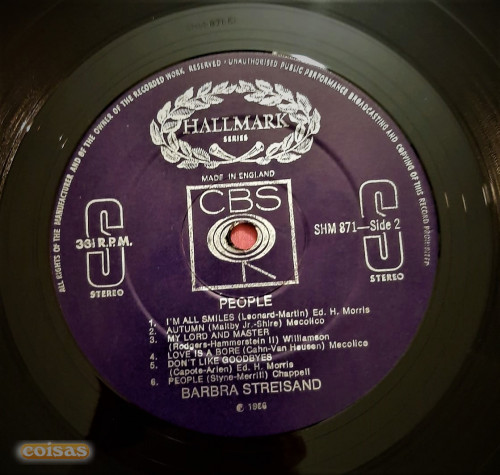 ALL RIGHTS OF THE MANUFACTURER AND OF THE OWNER OF THE RECORDED WORK RESERVED - UNAUTHORISED PUBLIC PERFORMANCE BROADCASTING AND COPYING OF THIS RECORD PROHIBITED
HALLMARK
SERIES
MADE IN ENGLAND
CBS
S
33⅓ R.P.M.
STEREO
SHM 871—Side 2
S
STEREO
PEOPLE
1. I'M ALL SMILES (Leonard-Martin) Ed. H. Morris
2. AUTUMN (Maltby Jr.-Shire) Mecolico
3. MY LORD AND MASTER
(Rodgers-Hammerstein II) Williamson
4. LOVE IS A BORE (Cahn-Van Heusen) Mecolico
5. DON'T LIKE GOODBYES
(Capote-Arlen) Ed. H. Morris
6. PEOPLE (Styne-Merrill) Chappell
BARBRA STREISAND
℗ 1966
coisas